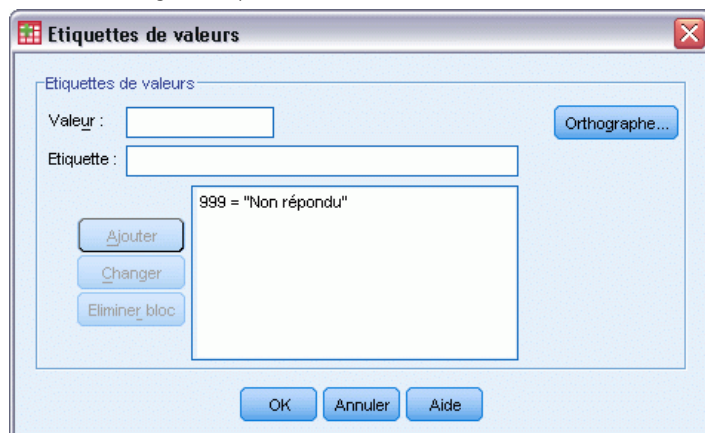 Etiquettes de valeurs
Etiquettes de valeurs
Valeur :
Orthographe...
Etiquette :
999 = "Non répondu"
Ajouter
Changer
Eliminer bloc
OK Annuler Aide